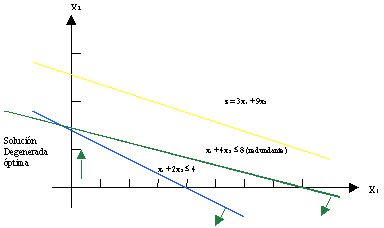 X2
z = 3x₁ + 9x₂
Solución
Degenerada
óptima
x₁ + 4x₂ ≤ 8 (redundante)
x₁ + 2x₂ ≤ 4
X1